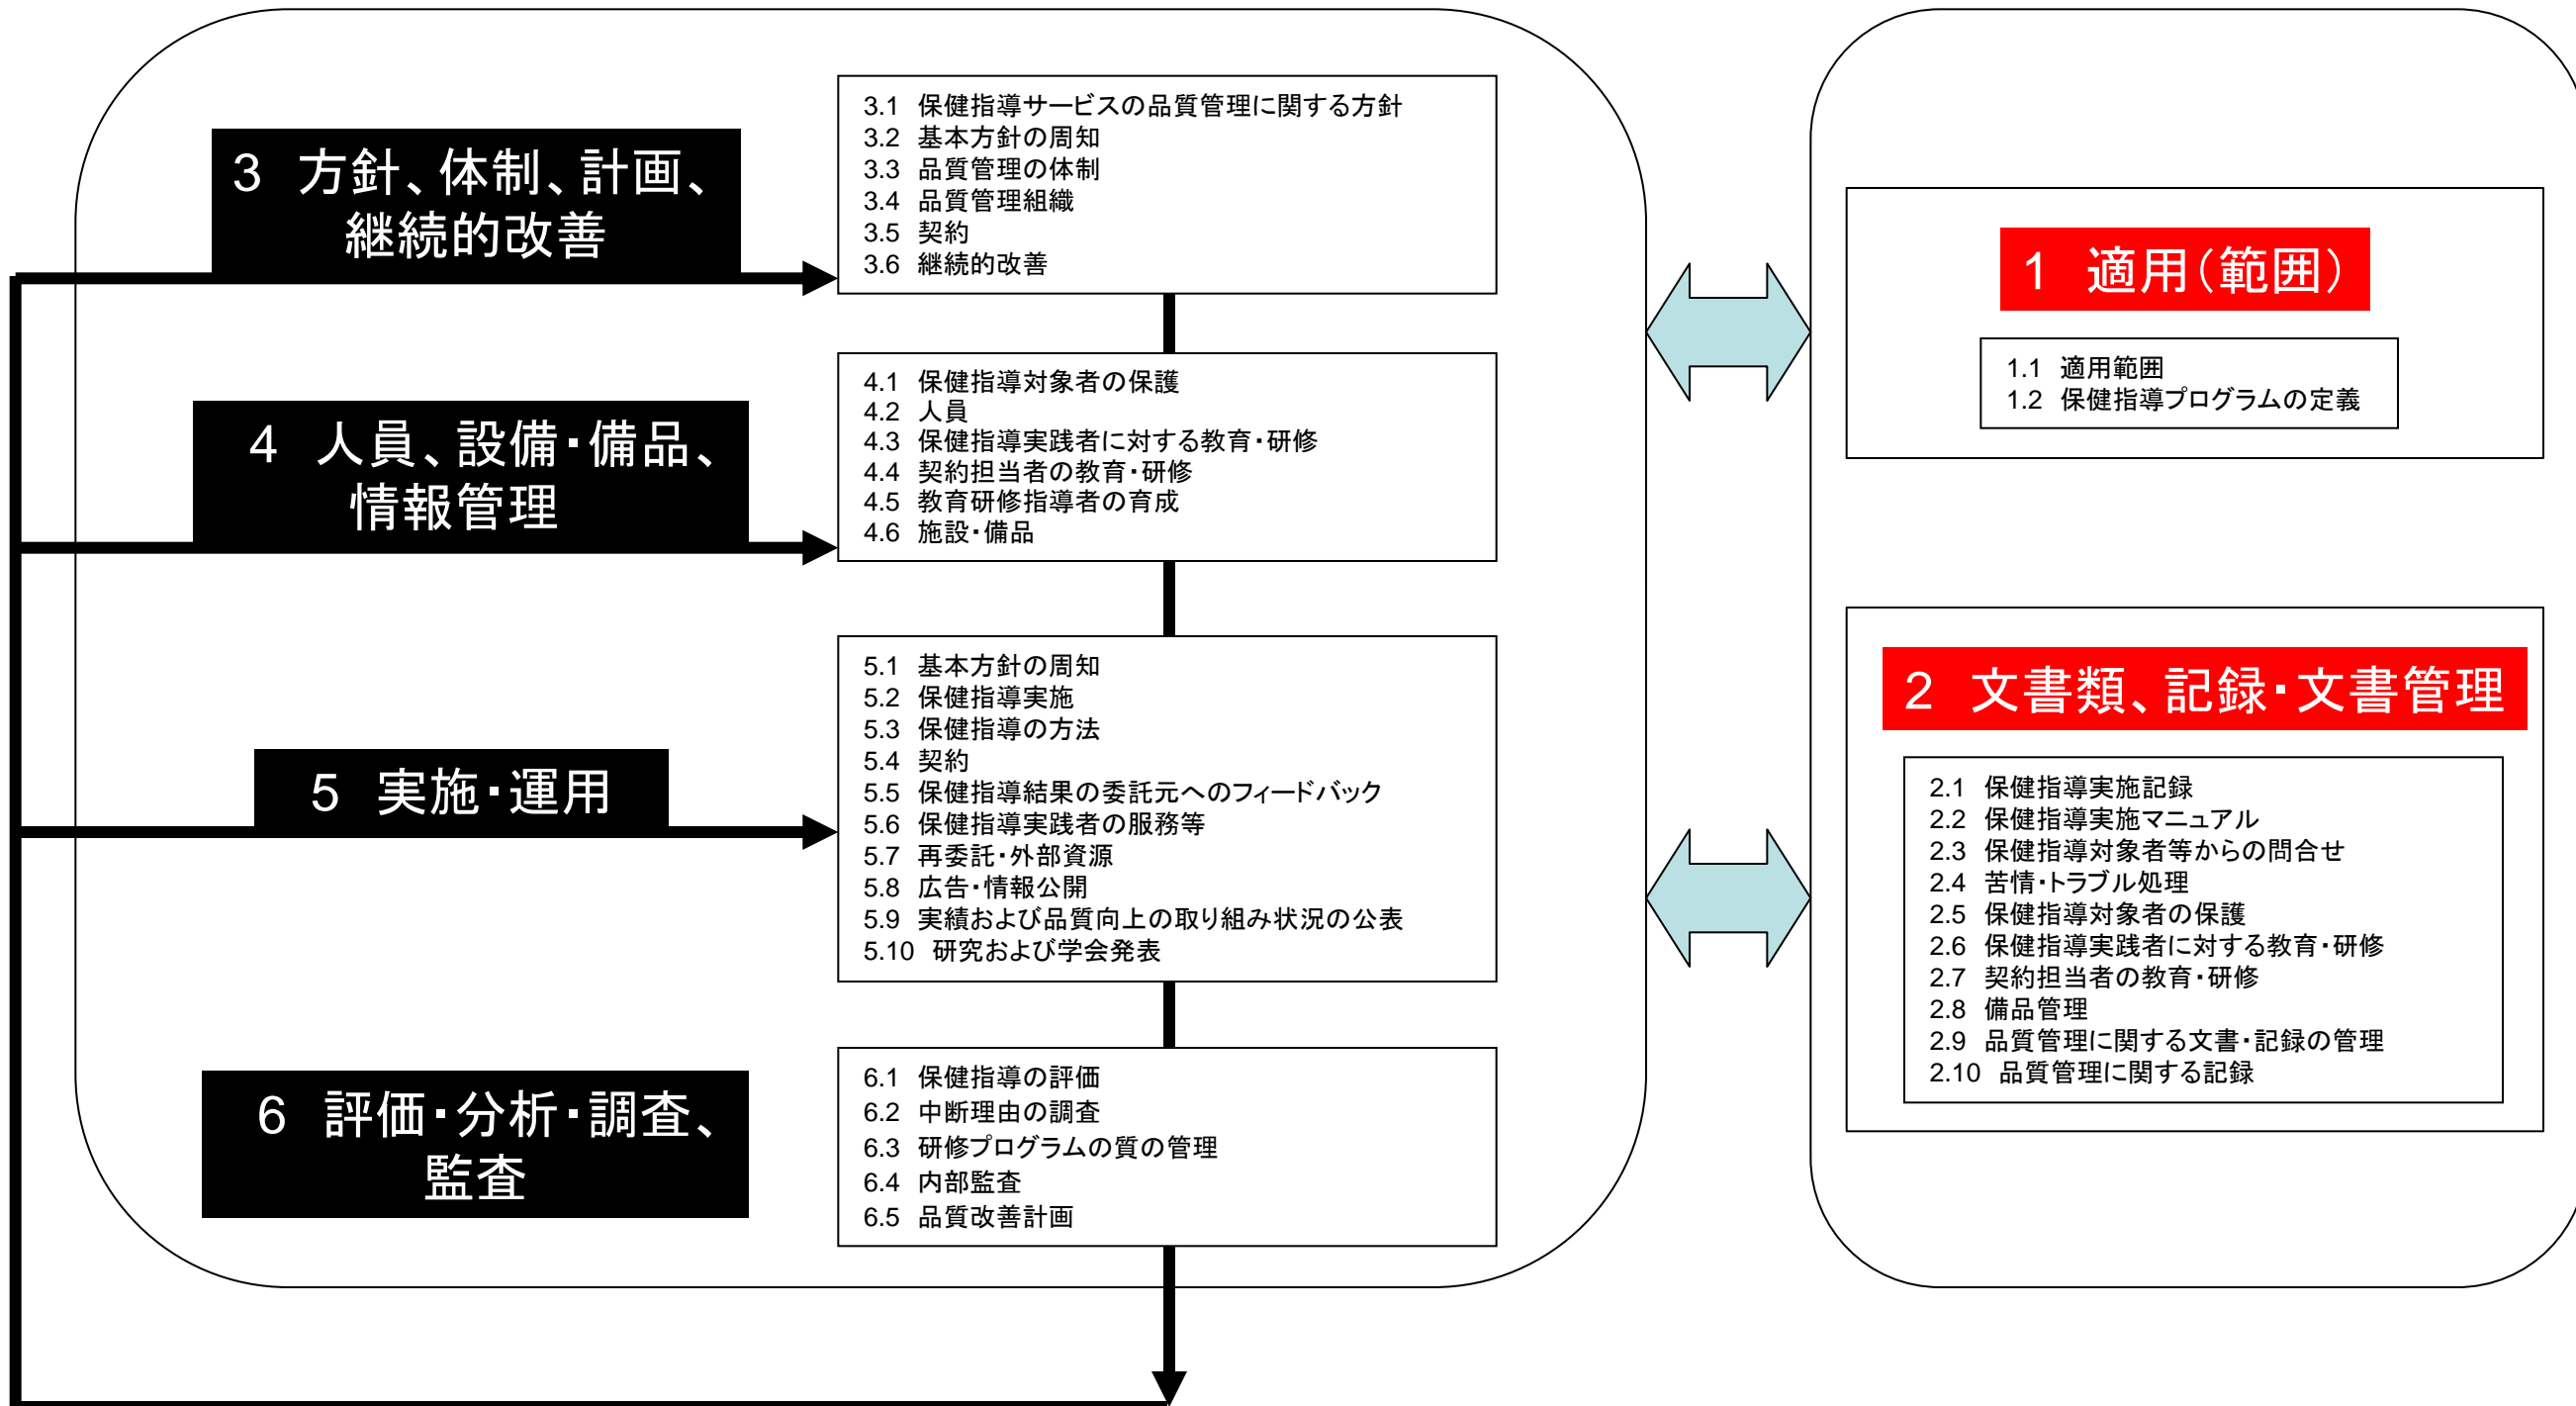 3 方針、体制、計画、
継続的改善
3.1 保健指導サービスの品質管理に関する方針
3.2 基本方針の周知
3.3 品質管理の体制
3.4 品質管理組織
3.5 契約
3.6 継続的改善
4 人員、設備・備品、
情報管理
4.1 保健指導対象者の保護
4.2 人員
4.3 保健指導実践者に対する教育・研修
4.4 契約担当者の教育・研修
4.5 教育研修指導者の育成
4.6 施設・備品
5 実施・運用
5.1 基本方針の周知
5.2 保健指導実施
5.3 保健指導の方法
5.4 契約
5.5 保健指導結果の委託元へのフィードバック
5.6 保健指導実践者の服務等
5.7 再委託・外部資源
5.8 広告・情報公開
5.9 実績および品質向上の取り組み状況の公表
5.10 研究および学会発表
6 評価・分析・調査、
監査
6.1 保健指導の評価
6.2 中断理由の調査
6.3 研修プログラムの質の管理
6.4 内部監査
6.5 品質改善計画
1 適用(範囲)
1.1 適用範囲
1.2 保健指導プログラムの定義
2 文書類、記録・文書管理
2.1 保健指導実施記録
2.2 保健指導実施マニュアル
2.3 保健指導対象者等からの問合せ
2.4 苦情・トラブル処理
2.5 保健指導対象者の保護
2.6 保健指導実践者に対する教育・研修
2.7 契約担当者の教育・研修
2.8 備品管理
2.9 品質管理に関する文書・記録の管理
2.10 品質管理に関する記録